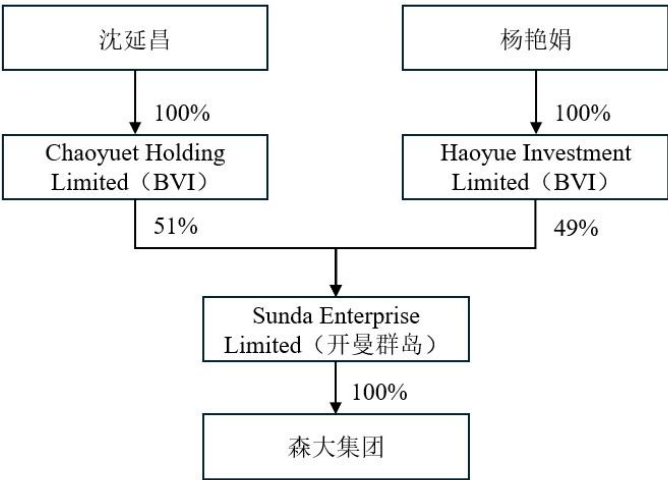 沈延昌
杨艳娟
100%
100%
Chaoyuet Holding
Limited（BVI）
Haoyue Investment
Limited（BVI）
51%
49%
Sunda Enterprise
Limited（开曼群岛）
100%
森大集团